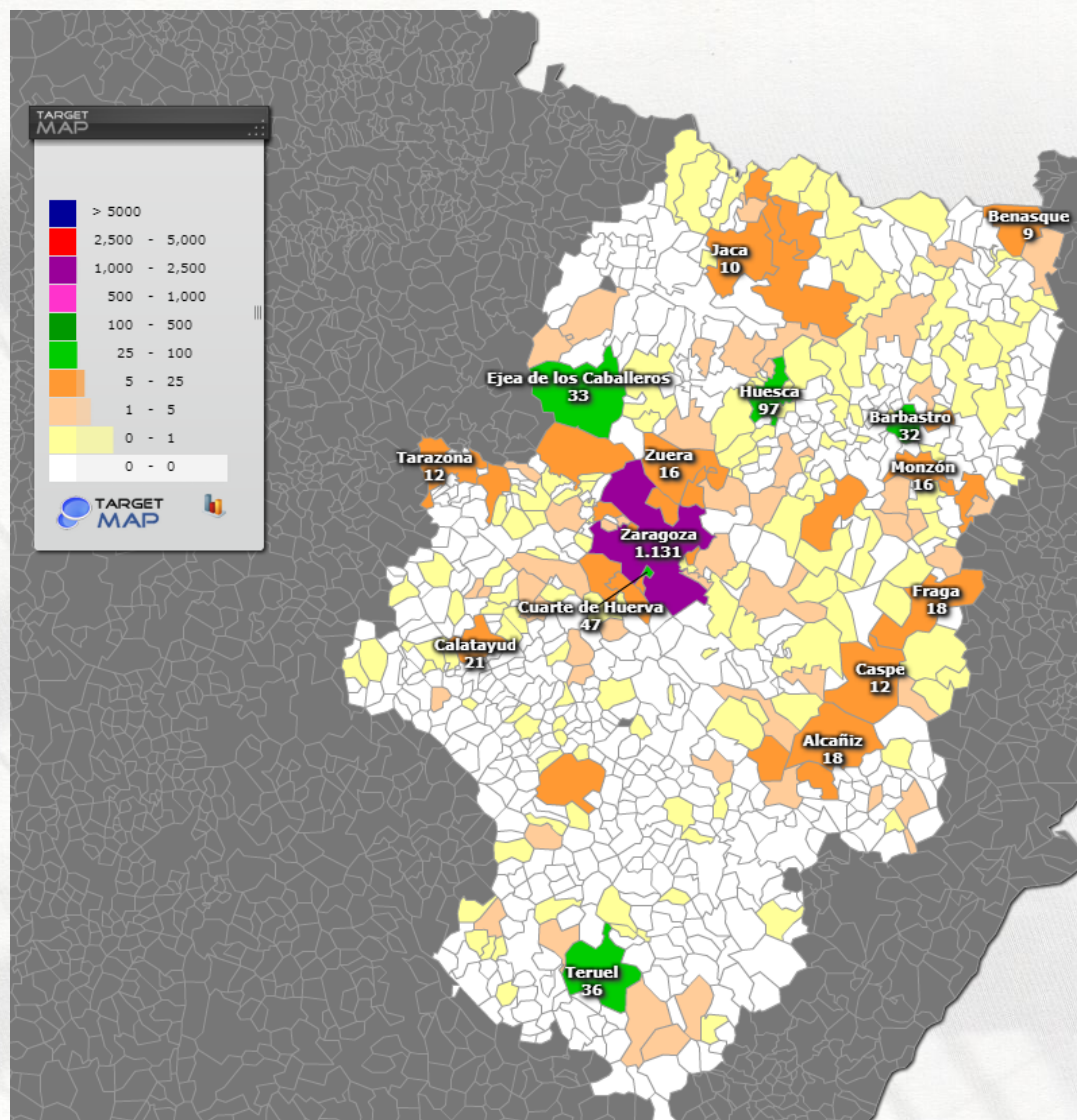 TARGET
MAP
> 5000
2,500 - 5,000
1,000 - 2,500
500 - 1,000
100 - 500
25 - 100
5 - 25
1 - 5
0 - 1
0 - 0
TARGET
MAP
Benasque
9
Jaca
10
Ejea de los Caballeros
33
Huesca
97
Barbastro
32
Tarazona
12
Zuera
16
Monzón
16
Zaragoza
1.131
Fraga
18
Cuarte de Huerva
47
Calatayud
21
Caspe
12
Alcañiz
18
Teruel
36